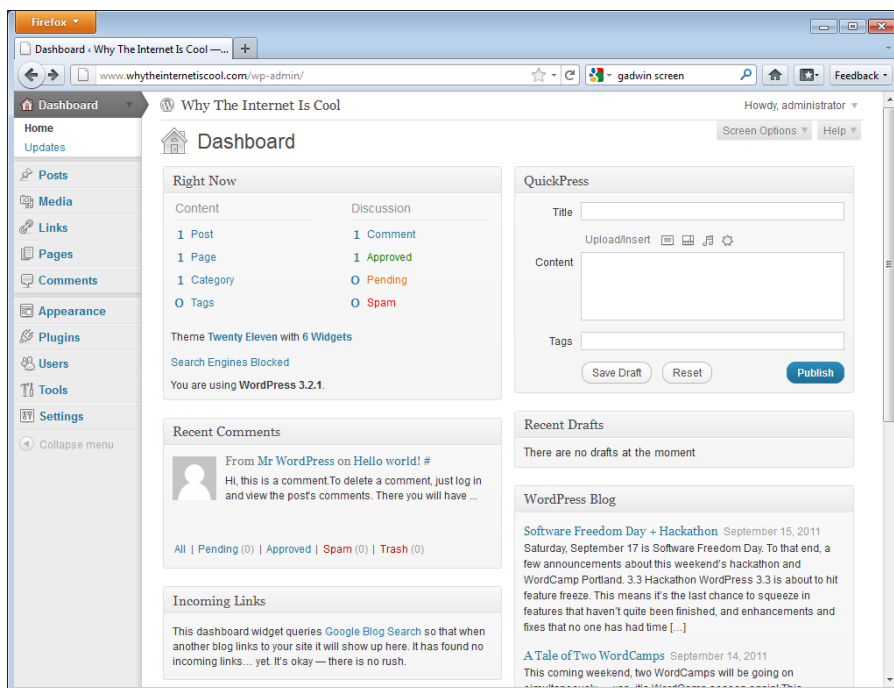 Firefox
Dashboard ‹ Why The Internet Is Cool —...
www.whytheinternetiscool.com/wp-admin/
gadwin screen
Feedback
Dashboard
Home
Updates
Posts
Media
Links
Pages
Comments
Appearance
Plugins
Users
Tools
Settings
Collapse menu
Why The Internet Is Cool
Howdy, administrator
Screen Options
Help
Dashboard
Right Now
Content
Discussion
1 Post
1 Comment
1 Page
1 Approved
1 Category
0 Pending
0 Tags
0 Spam
Theme Twenty Eleven with 6 Widgets
Search Engines Blocked
You are using WordPress 3.2.1.
Recent Comments
From Mr WordPress on Hello world! #
Hi, this is a comment.To delete a comment, just log in
and view the post's comments. There you will have ...
All | Pending (0) | Approved | Spam (0) | Trash (0)
Incoming Links
This dashboard widget queries Google Blog Search so that when
another blog links to your site it will show up here. It has found no
incoming links… yet. It's okay — there is no rush.
QuickPress
Title
Upload/Insert
Content
Tags
Save Draft
Reset
Publish
Recent Drafts
There are no drafts at the moment
WordPress Blog
Software Freedom Day + Hackathon September 15, 2011
Saturday, September 17 is Software Freedom Day. To that end, a
few announcements about this weekend's hackathon and
WordCamp Portland. 3.3 Hackathon WordPress 3.3 is about to hit
feature freeze. This means it's the last chance to squeeze in
features that haven't quite been finished, and enhancements and
fixes that no one has had time […]
A Tale of Two WordCamps September 14, 2011
This coming weekend, two WordCamps will be going on